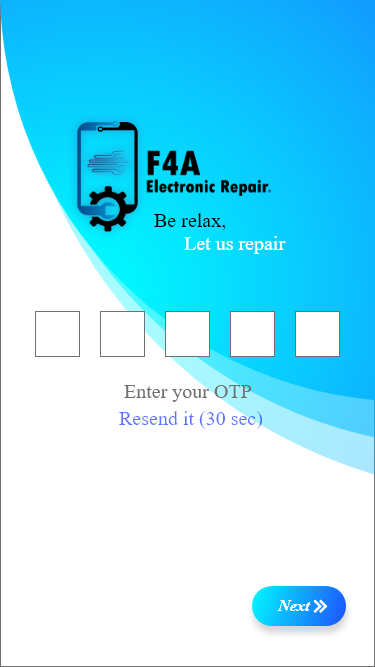 F4A
Electronic Repair.
Be relax,
Let us repair
Enter your OTP
Resend it (30 sec)
Next